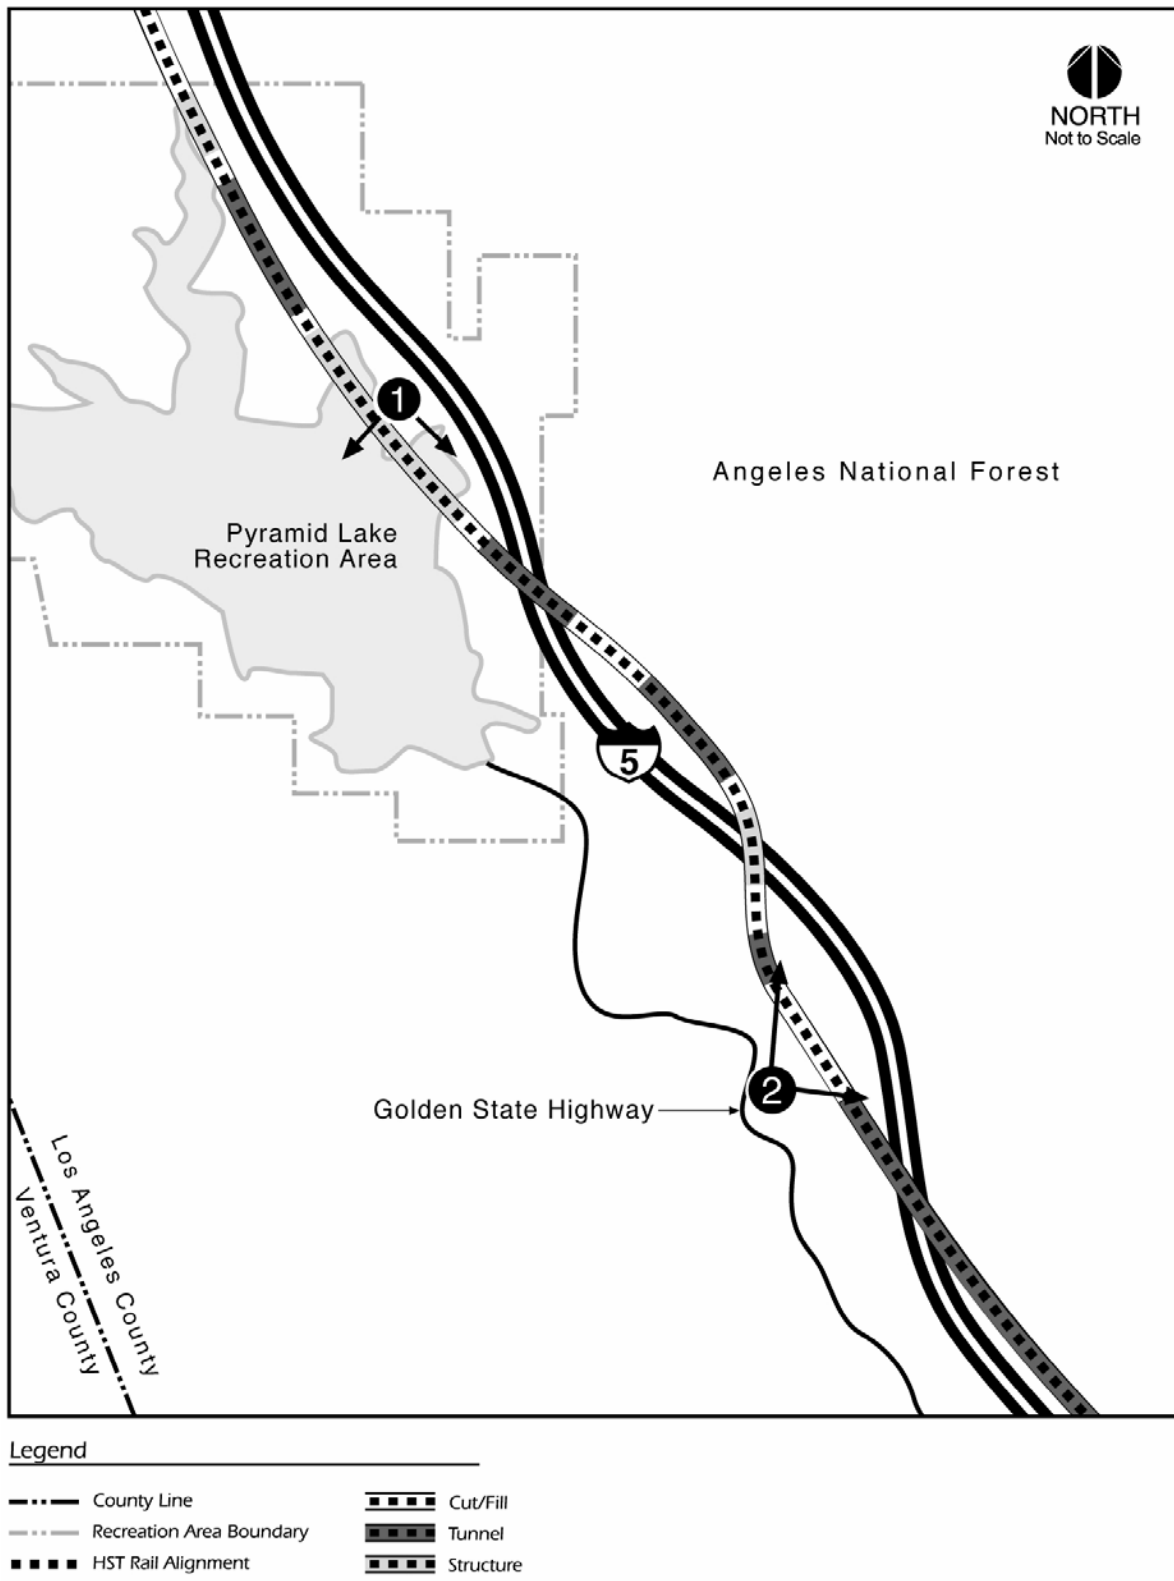 NORTH
Not to Scale
1
Angeles National Forest
Pyramid Lake
Recreation Area
5
2
Golden State Highway
Los Angeles County
Ventura County
Legend
County Line
Recreation Area Boundary
HST Rail Alignment
Cut/Fill
Tunnel
Structure